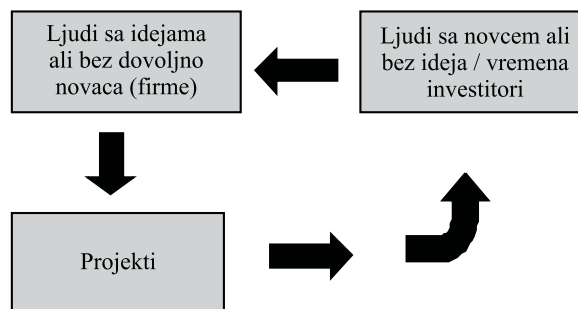 Ljudi sa idejama
ali bez dovoljno
novaca (firme)
Ljudi sa novcem ali
bez ideja / vremena
investitori
Projekti